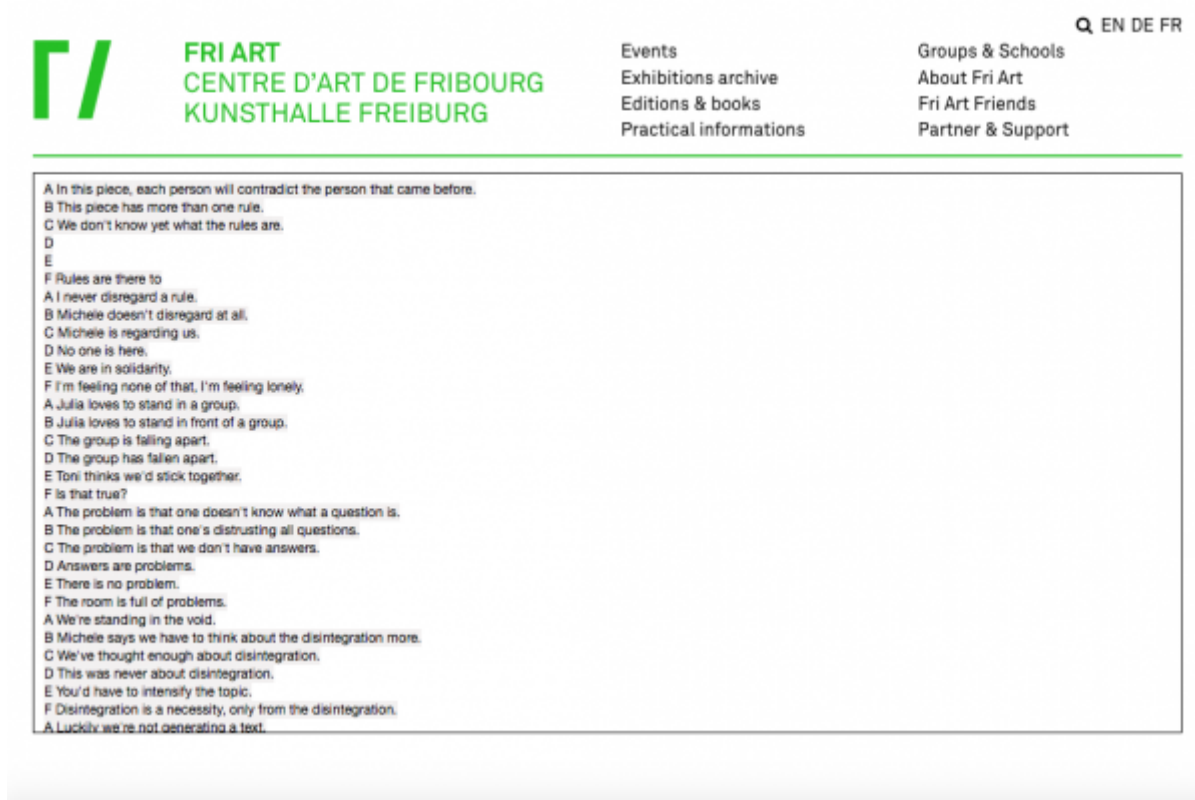 EN DE FR
FRI ART
CENTRE D'ART DE FRIBOURG
KUNSTHALLE FREIBURG
Events
Exhibitions archive
Editions & books
Practical informations
Groups & Schools
About Fri Art
Fri Art Friends
Partner & Support
A In this piece, each person will contradict the person that came before.
B This piece has more than one rule.
C We don't know yet what the rules are.
D
E
F Rules are there to
A I never disregard a rule.
B Michele doesn't disregard at all.
C Michele is regarding us.
D No one is here.
E We are in solidarity.
F I'm feeling none of that, I'm feeling lonely.
A Julia loves to stand in a group.
B Julia loves to stand in front of a group.
C The group is falling apart.
D The group has fallen apart.
E Toni thinks we'd stick together.
F Is that true?
A The problem is that one doesn't know what a question is.
B The problem is that one's distrusting all questions.
C The problem is that we don't have answers.
D Answers are problems.
E There is no problem.
F The room is full of problems.
A We're standing in the void.
B Michele says we have to think about the disintegration more.
C We've thought enough about disintegration.
D This was never about disintegration.
E You'd have to intensify the topic.
F Disintegration is a necessity, only from the disintegration.
A Luckily we're not generating a text.